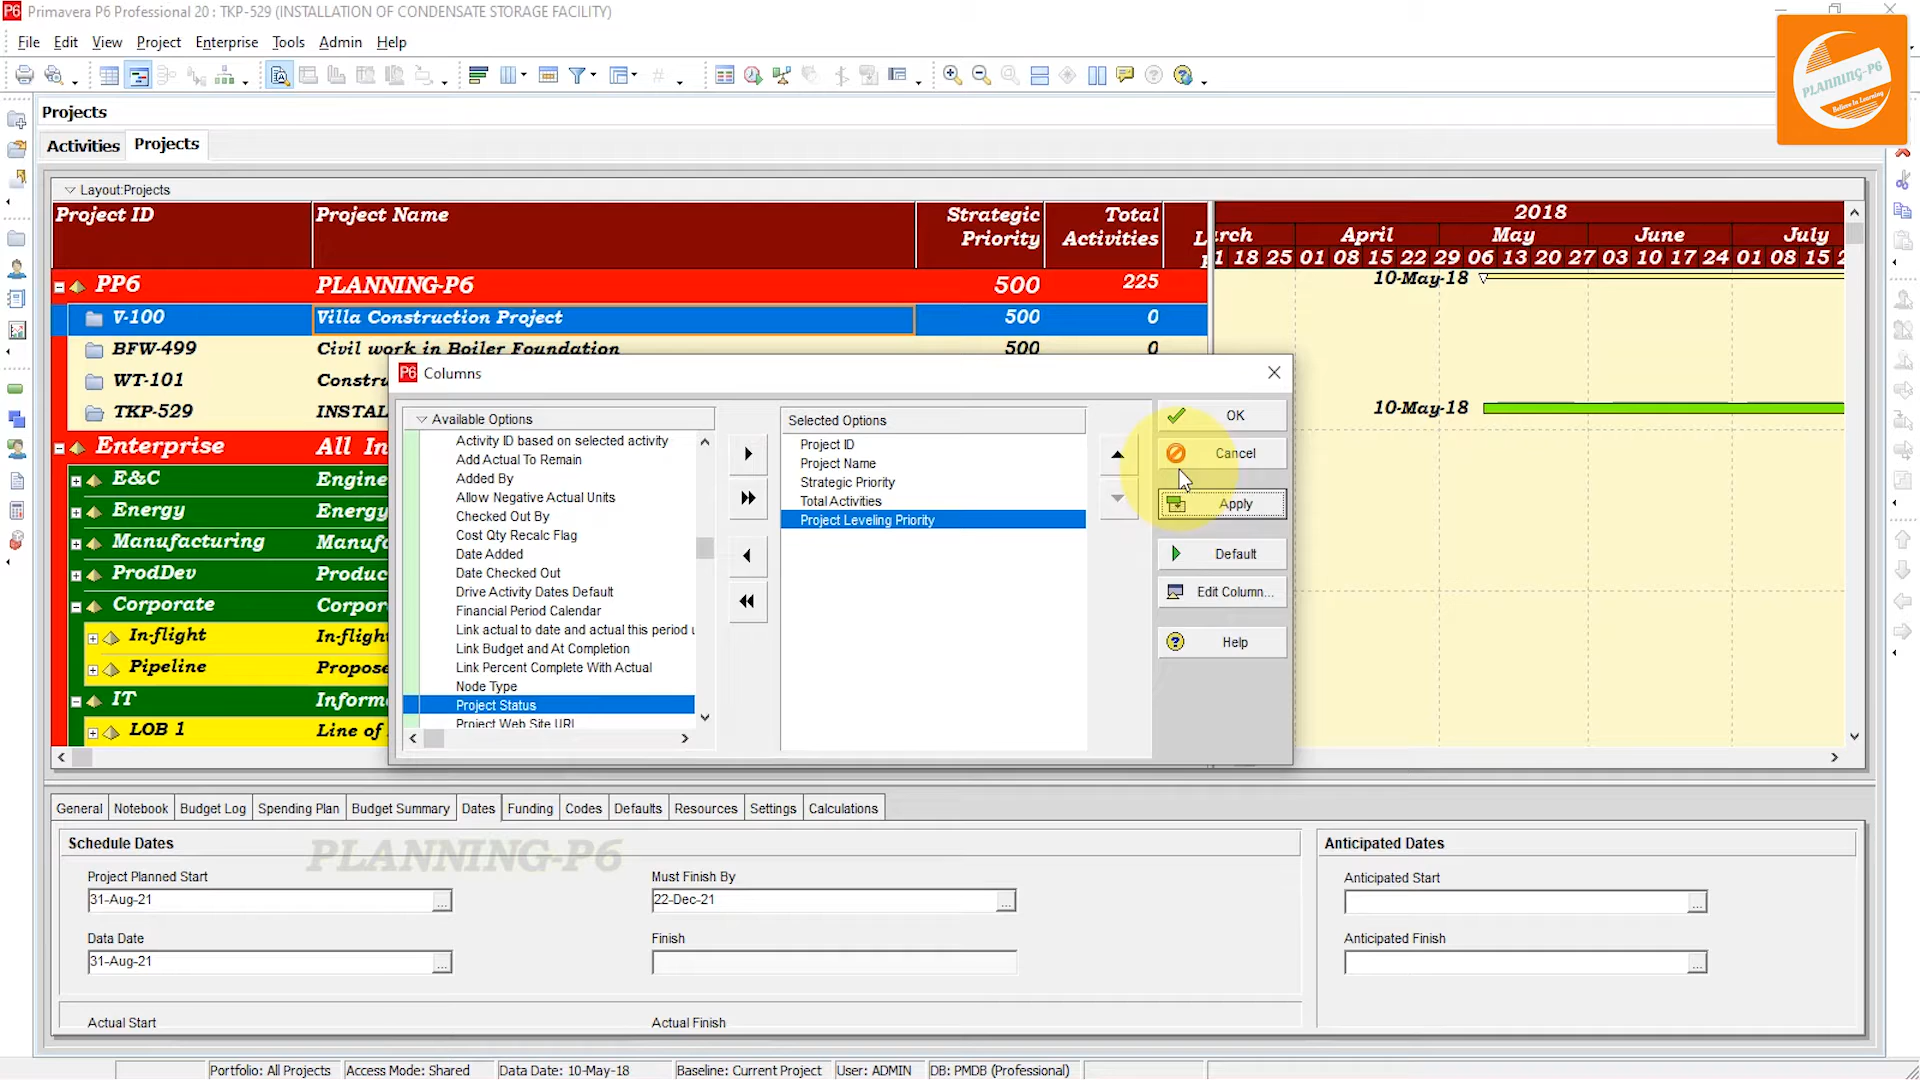 Primavera P6 Professional 20 : TKP-529 (INSTALLATION OF CONDENSATE STORAGE FACILITY)
File Edit View Project Enterprise Tools Admin Help
PLANNING-P6
Believe In Learning
Projects
Activities Projects
Layout:Projects
Project ID Project Name Strategic Priority Total Activities
2018
April May June July
18 25 01 08 15 22 29 06 13 20 27 03 10 17 24 01 08 15
PP6 PLANNING-P6 500 225 10-May-18
V-100 Villa Construction Project 500 0
BFW-499 Civil work in Boiler Foundation 500 0
WT-101
TKP-529 10-May-18
Enterprise
E&C
Energy
Manufacturing
ProdDev
Corporate
In-flight
Pipeline
IT
LOB 1 Line of
Columns
Available Options
Activity ID based on selected activity
Add Actual To Remain
Added By
Allow Negative Actual Units
Checked Out By
Cost Qty Recalc Flag
Date Added
Date Checked Out
Drive Activity Dates Default
Financial Period Calendar
Link actual to date and actual this period
Link Budget and At Completion
Link Percent Complete With Actual
Node Type
Project Status
Project Web Site URL
Selected Options
Project ID
Project Name
Strategic Priority
Total Activities
Project Leveling Priority
OK
Cancel
Apply
Default
Edit Column...
Help
General Notebook Budget Log Spending Plan Budget Summary Dates Funding Codes Defaults Resources Settings Calculations
Schedule Dates
PLANNING-P6
Anticipated Dates
Project Planned Start
31-Aug-21
Must Finish By
22-Dec-21
Anticipated Start
Data Date
31-Aug-21
Finish
Anticipated Finish
Actual Start
Actual Finish
Portfolio: All Projects Access Mode: Shared Data Date: 10-May-18 Baseline: Current Project User: ADMIN DB: PMDB (Professional)